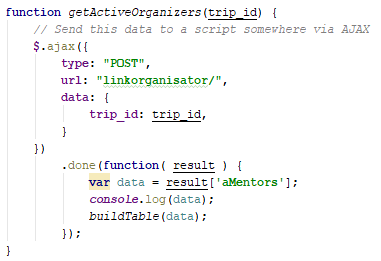 function getActiveOrganizers(trip_id) {
    // Send this data to a script somewhere via AJAX
    $.ajax({
        type: "POST",
        url: "linkorganisator/",
        data: {
            trip_id: trip_id,
        }
    })
        .done(function( result ) {
            var data = result['aMentors'];
            console.log(data);
            buildTable(data);
        });
}